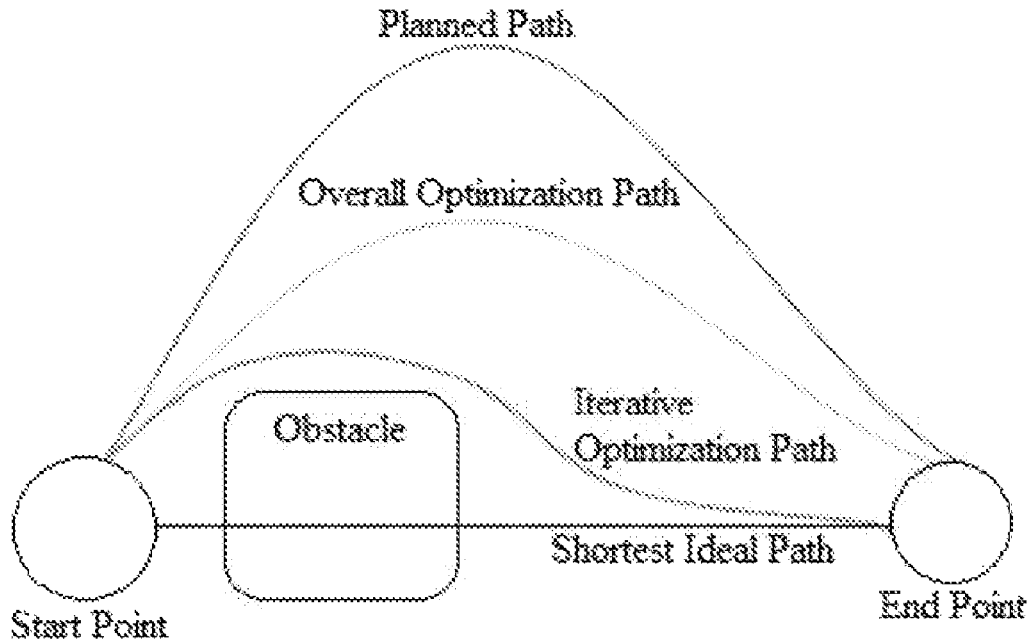 Planned Path
Overall Optimization Path
Iterative
Optimization Path
Obstacle
Shortest Ideal Path
Start Point
End Point